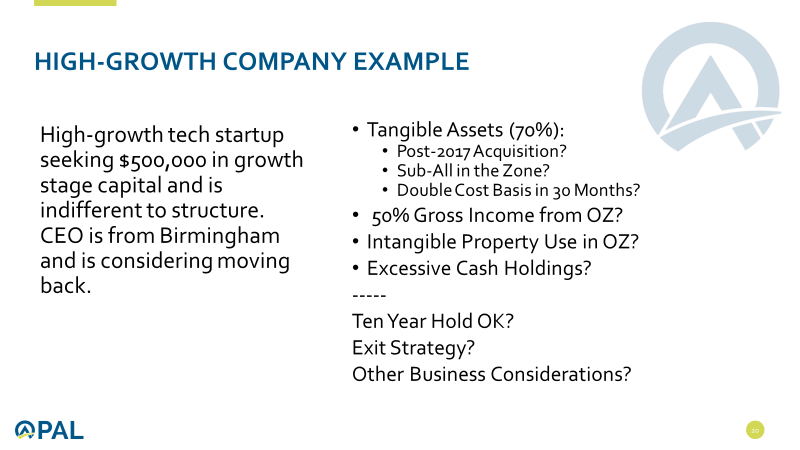 HIGH-GROWTH COMPANY EXAMPLE
High-growth tech startup
seeking $500,000 in growth
stage capital and is
indifferent to structure.
CEO is from Birmingham
and is considering moving
back.
• Tangible Assets (70%):
• Post-2017 Acquisition?
• Sub-All in the Zone?
• Double Cost Basis in 30 Months?
• 50% Gross Income from OZ?
• Intangible Property Use in OZ?
• Excessive Cash Holdings?
-----
Ten Year Hold OK?
Exit Strategy?
Other Business Considerations?
OPAL
20